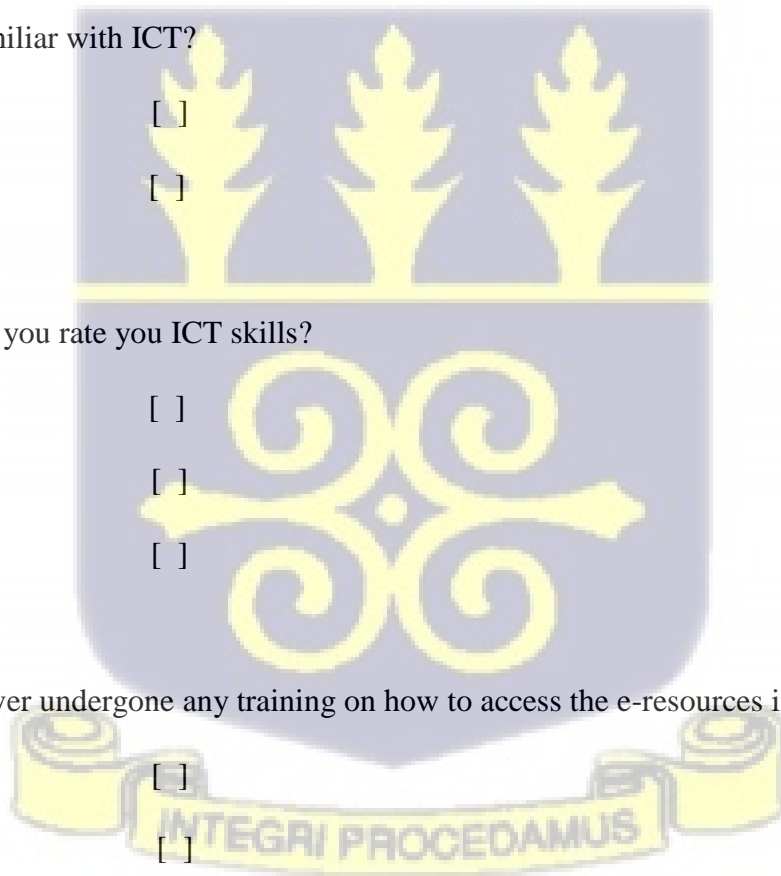 niliar with ICT?
[ ]
[ ]
you rate you ICT skills?
[ ]
[ ]
[ ]
ver undergone any training on how to access the e-resources i
[ ]
INTEGRI PROCEDAMUS
[ ]